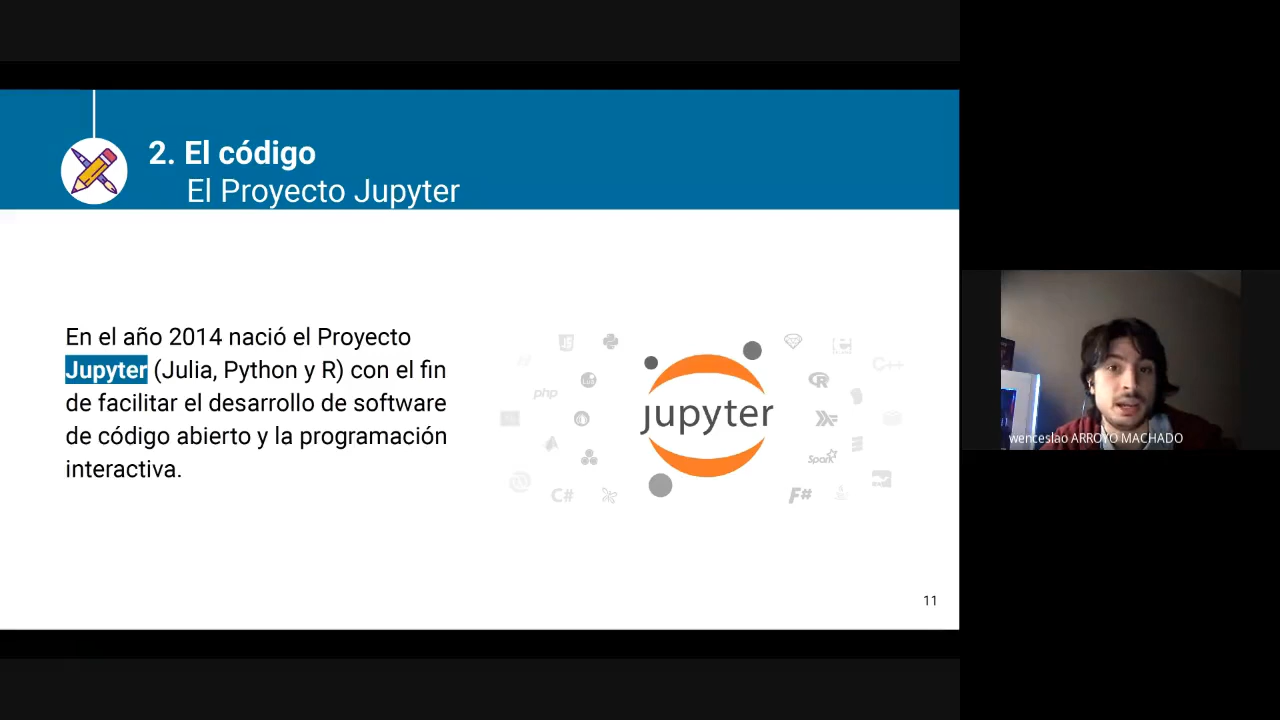 2. El código
El Proyecto Jupyter
En el año 2014 nació el Proyecto
Jupyter (Julia, Python y R) con el fin
de facilitar el desarrollo de software
de código abierto y la programación
interactiva.
JS
php
C#
jupyter
C++
R
Spark
F#
11
wenceslao ARROYO MACHADO